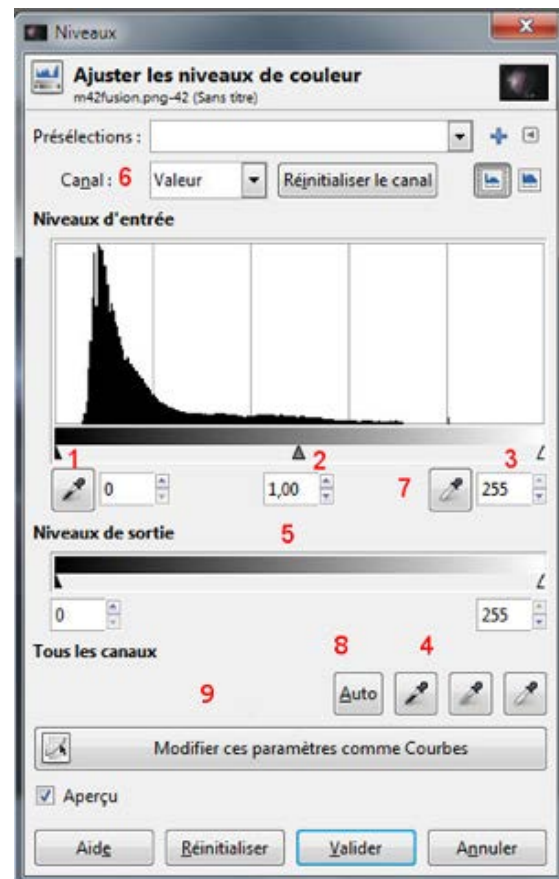 Niveaux
Ajuster les niveaux de couleur
m42fusion.png-42 (Sans titre)
Présélections :
Canal : 6 Valeur Réinitialiser le canal
Niveaux d'entrée
1 2 3
0 1,00 7 255
Niveaux de sortie 5
0 255
Tous les canaux 8 4
9 Auto
Modifier ces paramètres comme Courbes
Aperçu
Aide Réinitialiser Valider Annuler